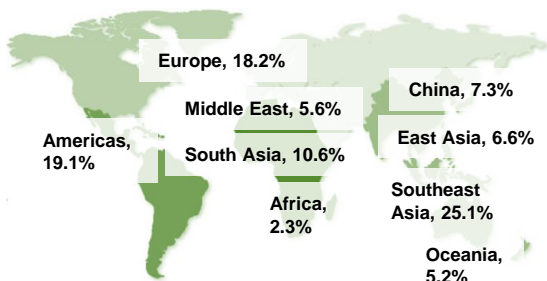 Europe, 18.2%
China, 7.3%
Middle East, 5.6%
Americas,
19.1%
East Asia, 6.6%
South Asia, 10.6%
Southeast
Asia, 25.1%
Africa,
2.3%
Oceania,
5.2%